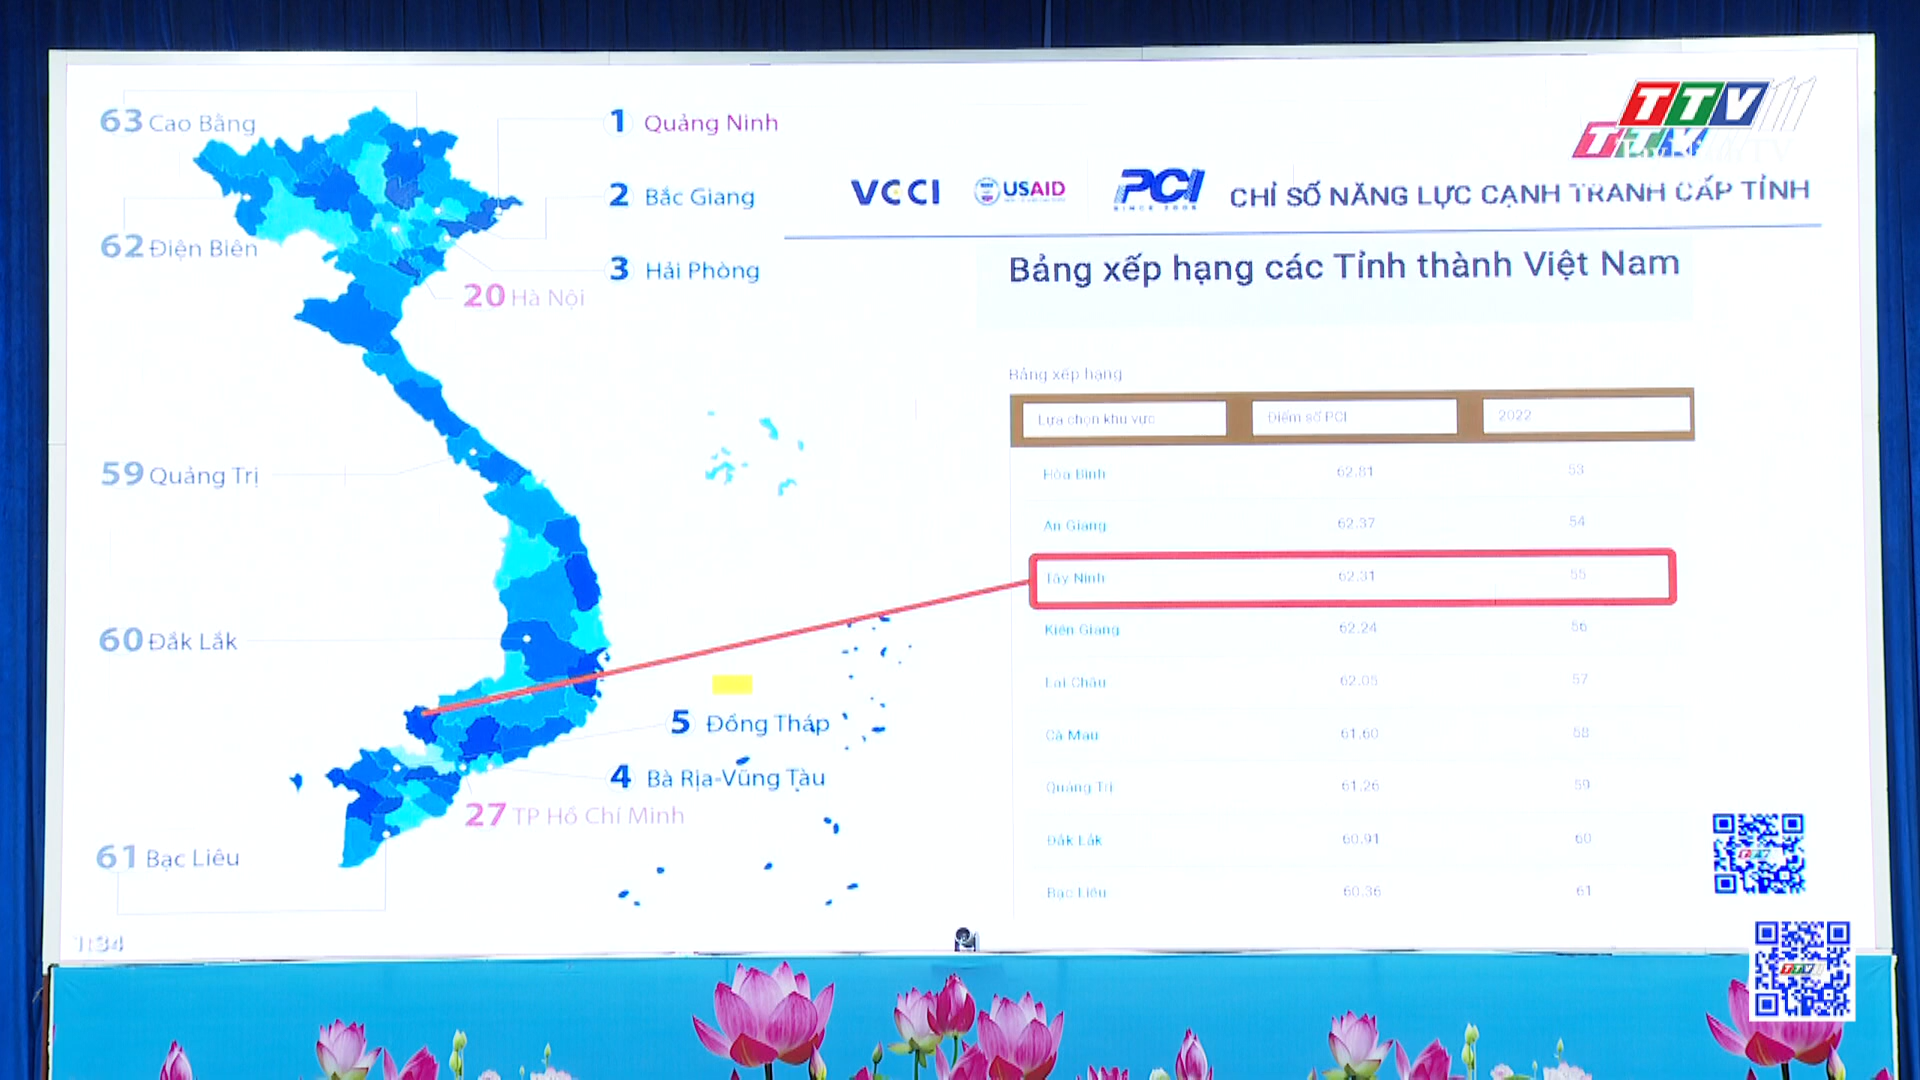 63 Cao Bằng
1 Quảng Ninh
TTV11
2 Bắc Giang
VCCI
USAID
PCI
SINCE 2005
CHỈ SỐ NĂNG LỰC CẠNH TRANH CẤP TỈNH
62 Điện Biên
3 Hải Phòng
20 Hà Nội
Bảng xếp hạng các Tỉnh thành Việt Nam
Bảng xếp hạng
Lựa chọn khu vực Điểm số PCI 2022
Hòa Bình 62.81 53
An Giang 62.37 54
Tây Ninh 62.31 55
Kiên Giang 62.24 56
Lai Châu 62.05 57
Cà Mau 61.60 58
Quảng Trị 61.26 59
Đắk Lắk 60.91 60
Bạc Liêu 60.36 61
59 Quảng Trị
60 Đắk Lắk
5 Đồng Tháp
4 Bà Rịa-Vũng Tàu
27 TP Hồ Chí Minh
61 Bạc Liêu
1:34
TTV11